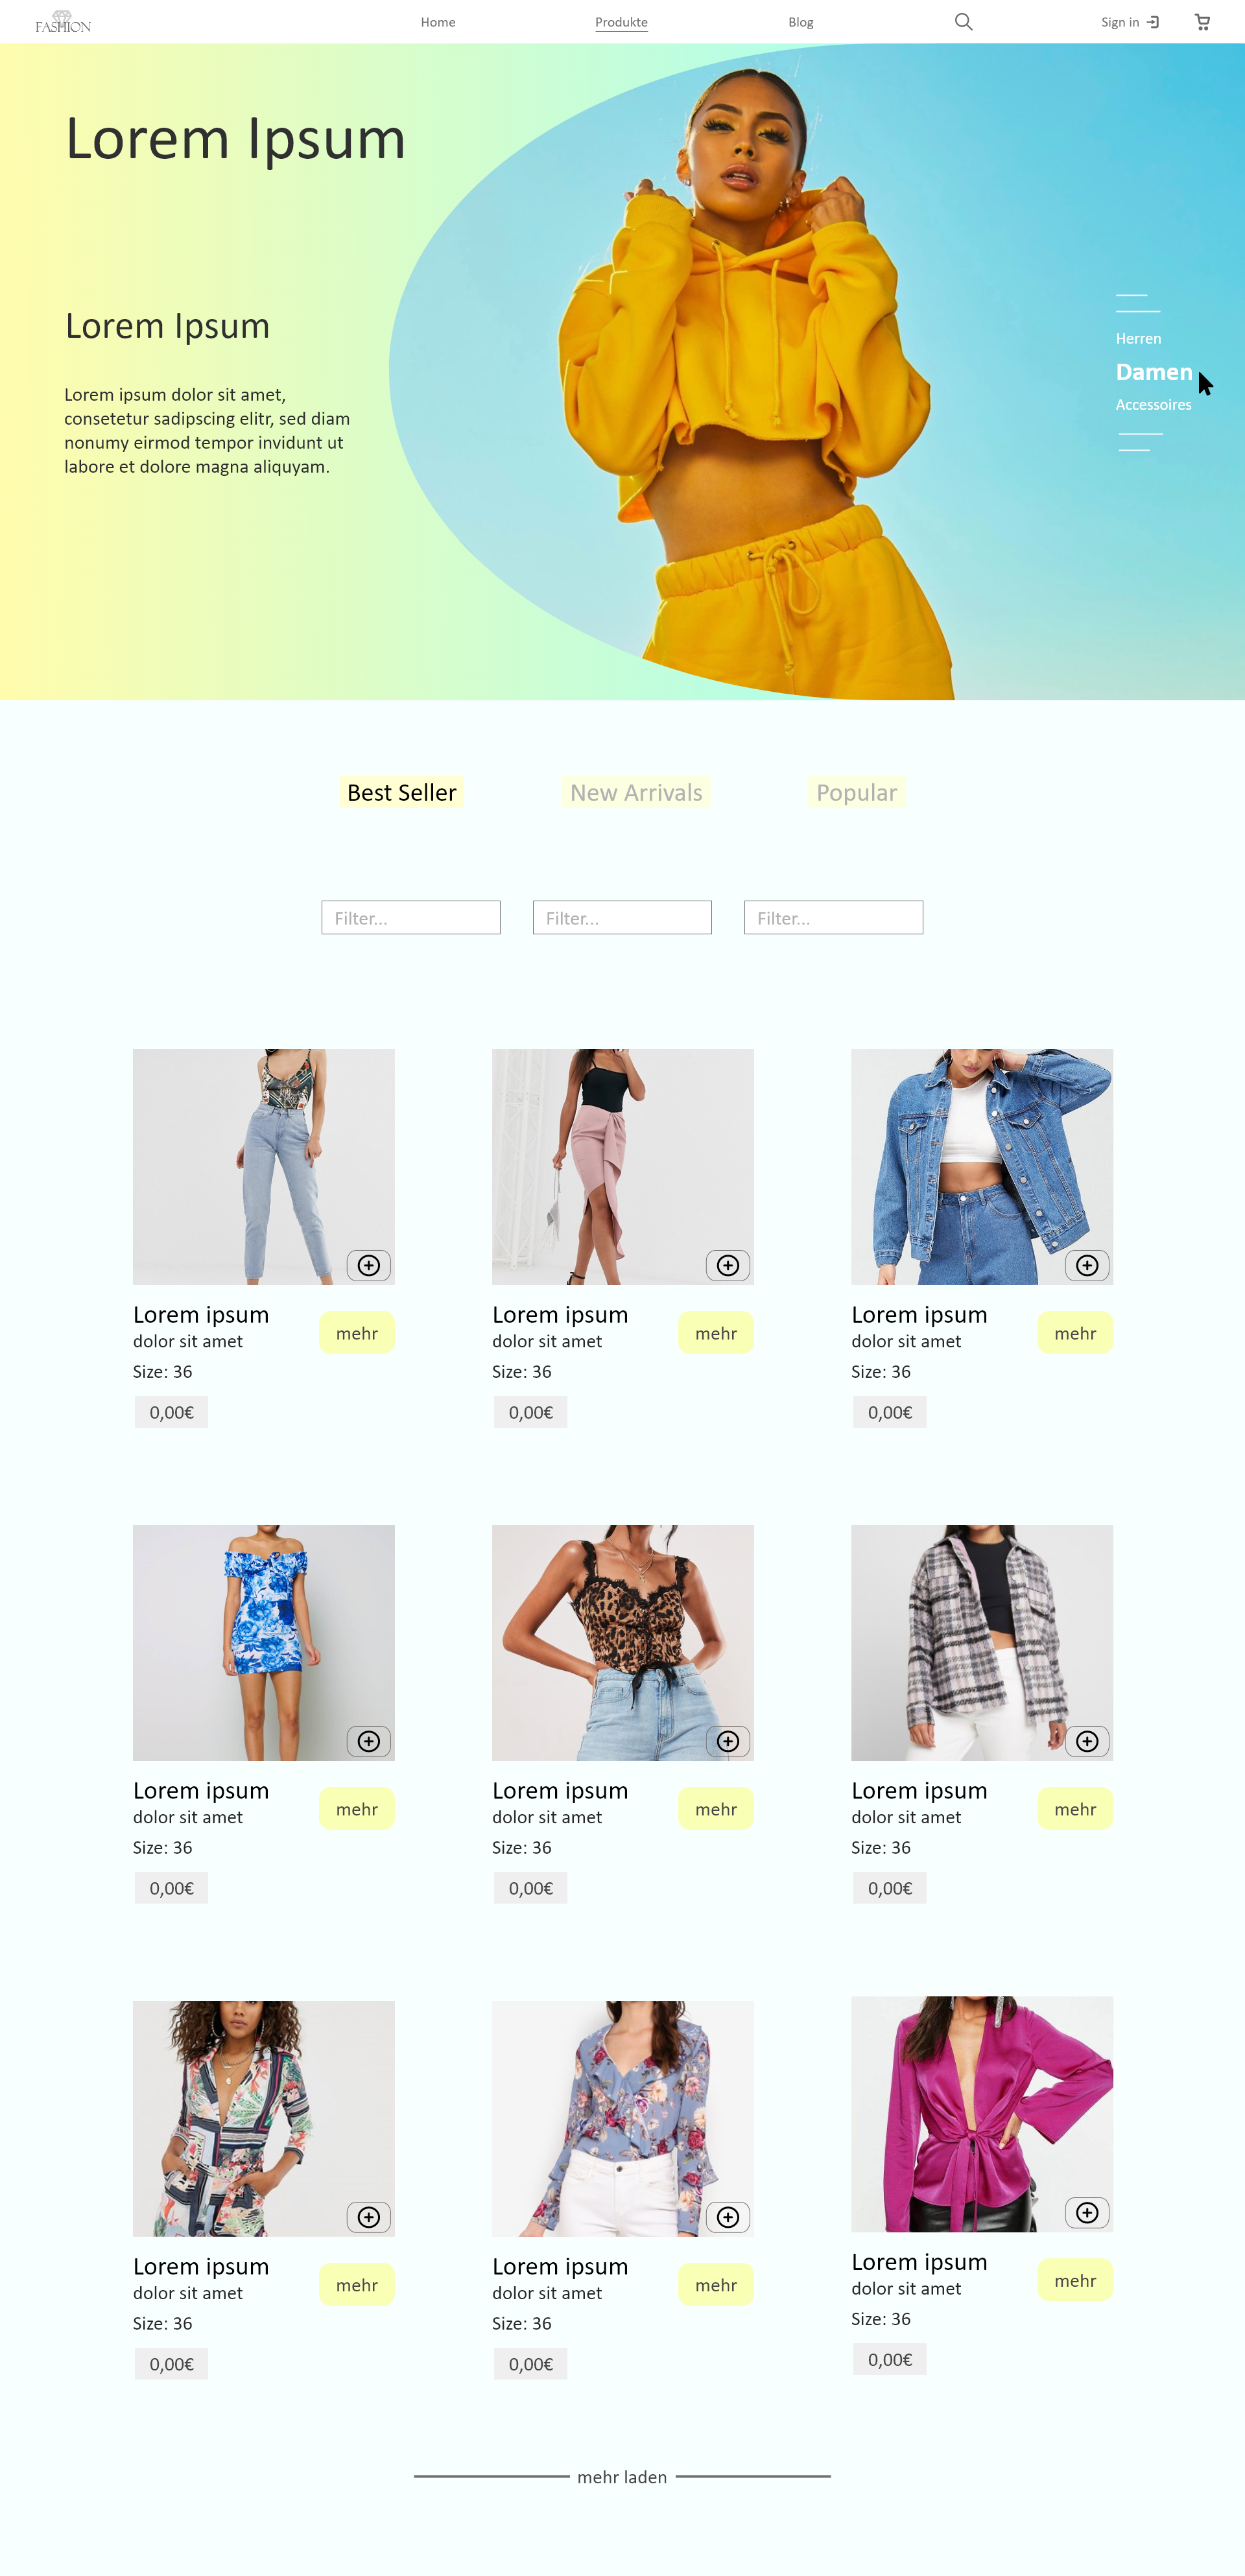 FASHION
Home
Produkte
Blog
Sign in
Lorem Ipsum
Lorem Ipsum
Lorem ipsum dolor sit amet,
consetetur sadipscing elitr, sed diam
nonumy eirmod tempor invidunt ut
labore et dolore magna aliquyam.
Herren
Damen
Accessoires
Best Seller
New Arrivals
Popular
Filter...
Filter...
Filter...
Lorem ipsum
dolor sit amet
Size: 36
0,00€
mehr
Lorem ipsum
dolor sit amet
Size: 36
0,00€
mehr
Lorem ipsum
dolor sit amet
Size: 36
0,00€
mehr
Lorem ipsum
dolor sit amet
Size: 36
0,00€
mehr
Lorem ipsum
dolor sit amet
Size: 36
0,00€
mehr
Lorem ipsum
dolor sit amet
Size: 36
0,00€
mehr
Lorem ipsum
dolor sit amet
Size: 36
0,00€
mehr
Lorem ipsum
dolor sit amet
Size: 36
0,00€
mehr
Lorem ipsum
dolor sit amet
Size: 36
0,00€
mehr
mehr laden